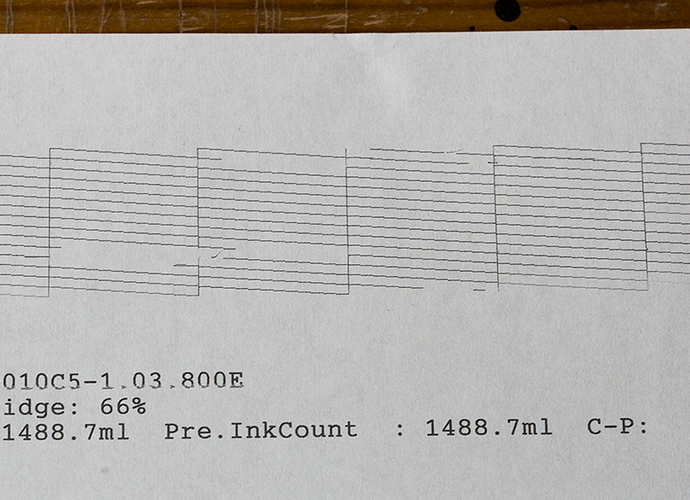 010C5-1.03.800E
idge: 66%
1488.7ml Pre.InkCount : 1488.7ml C-P: